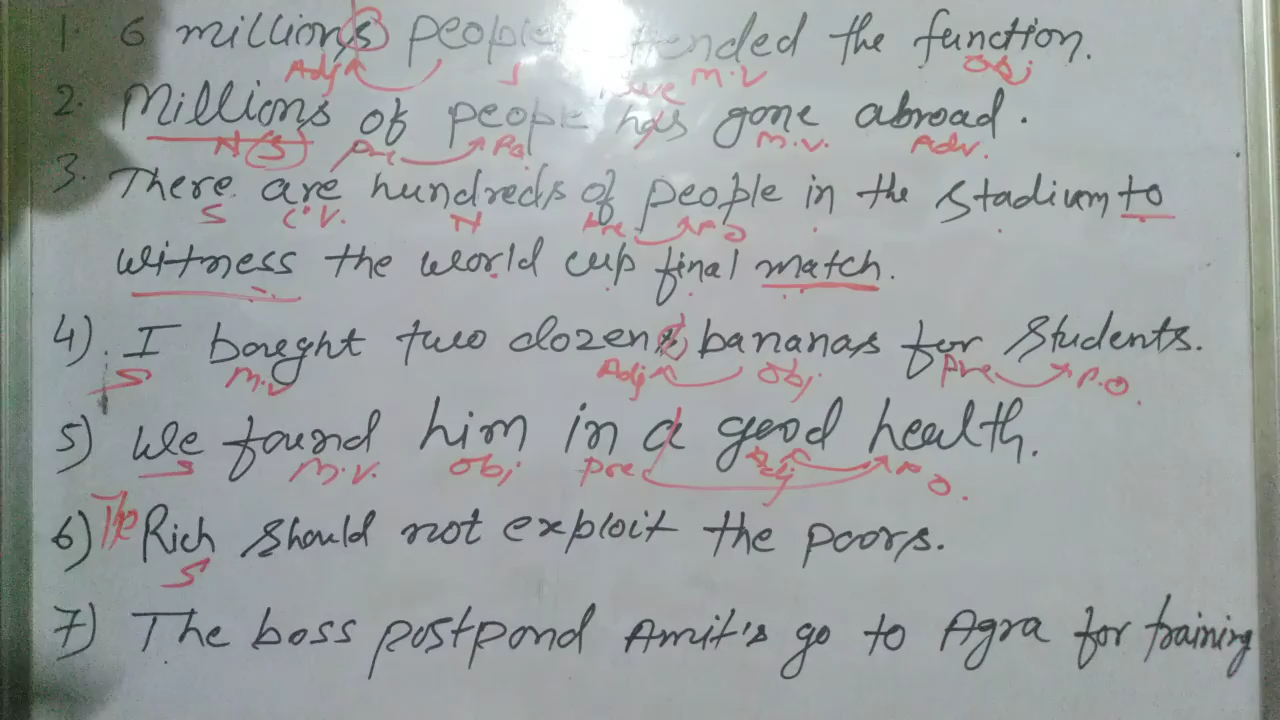 1. 6 millions people attended the function.
Adj S M.V Obj
2. Millions of people has gone abroad.
have
N(S) Pre Po M.V. Adv.
3. There are hundreds of people in the stadium to
S C.V. N Pre P.O
witness the world cup final match.
4). I bought two dozens bananas for students.
S M.V Adj Obj Pre P.O.
5) We found him in a good health.
S M.V. Obj Pre Adj P.O.
6) The Rich should not exploit the poors.
S
7) The boss postpond Amit's go to Agra for training